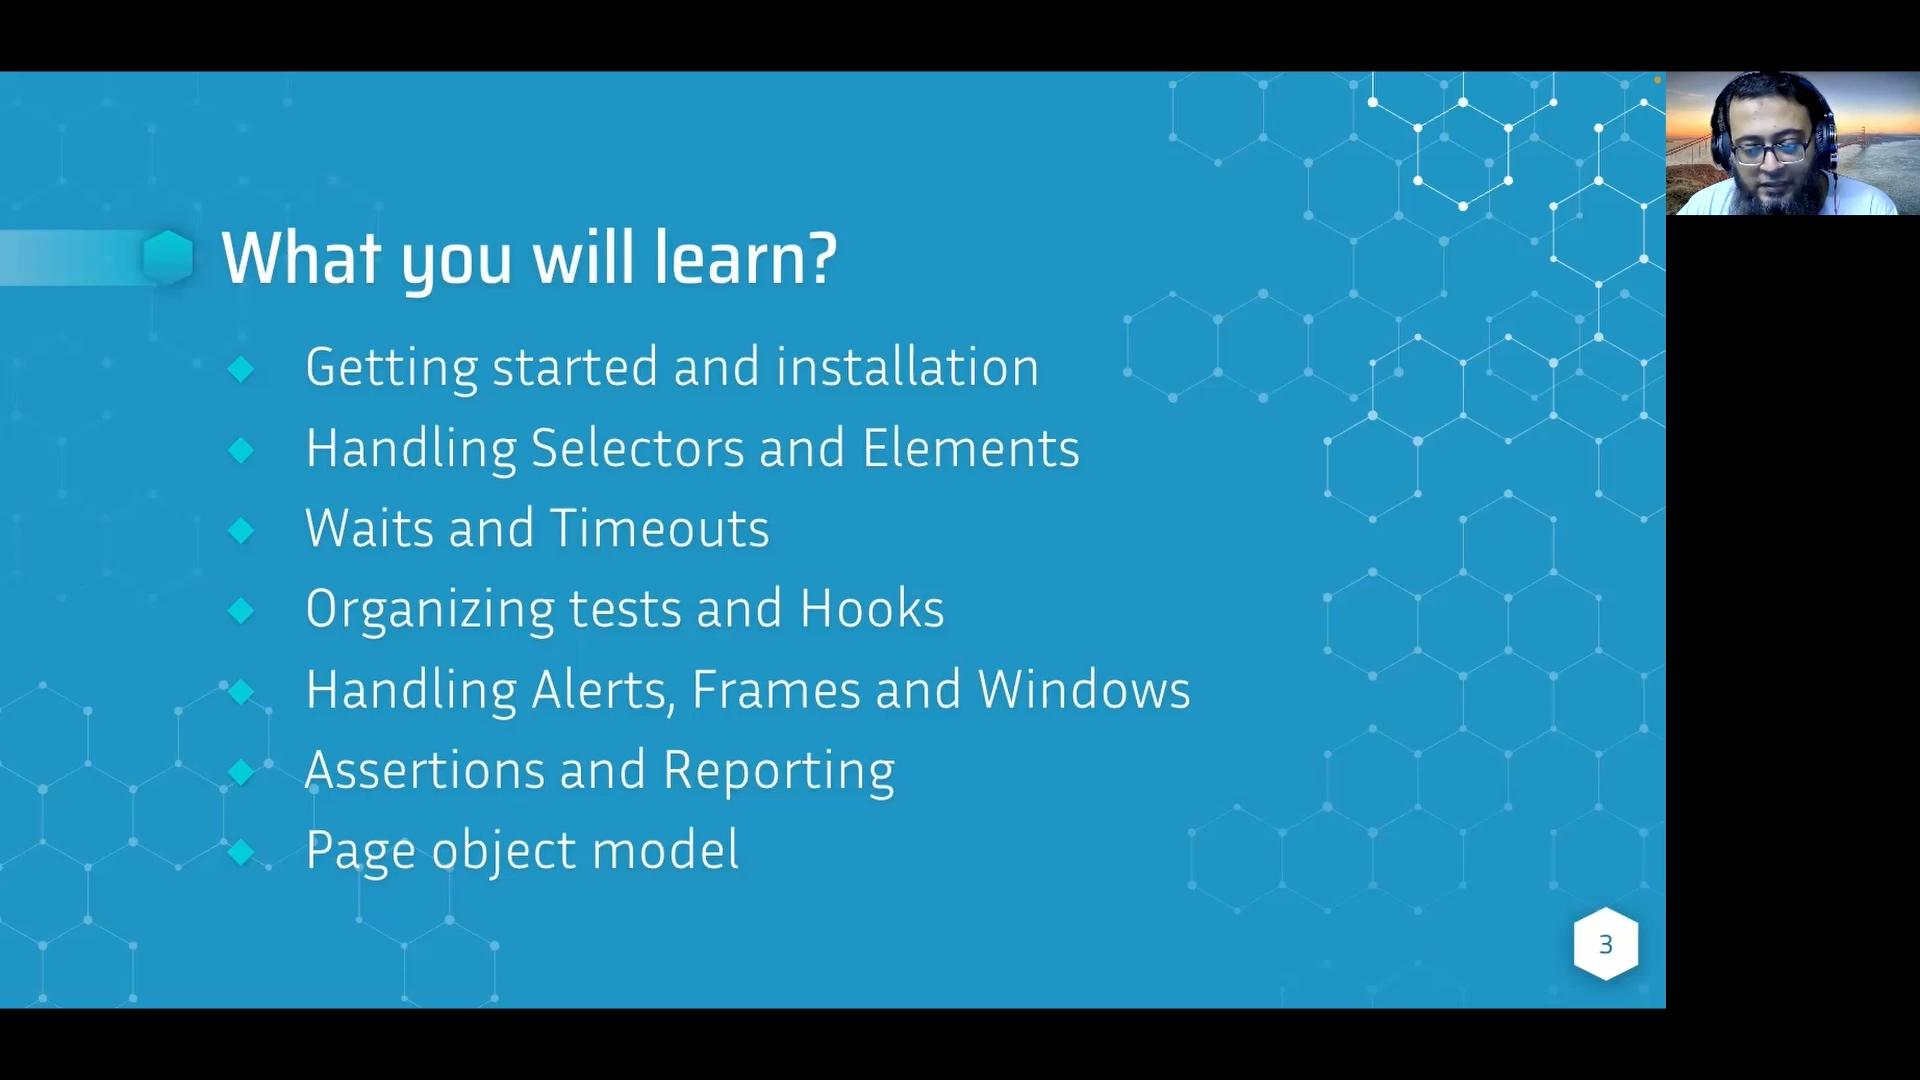 What you will learn?
Getting started and installation
Handling Selectors and Elements
Waits and Timeouts
Organizing tests and Hooks
Handling Alerts, Frames and Windows
Assertions and Reporting
Page object model
3